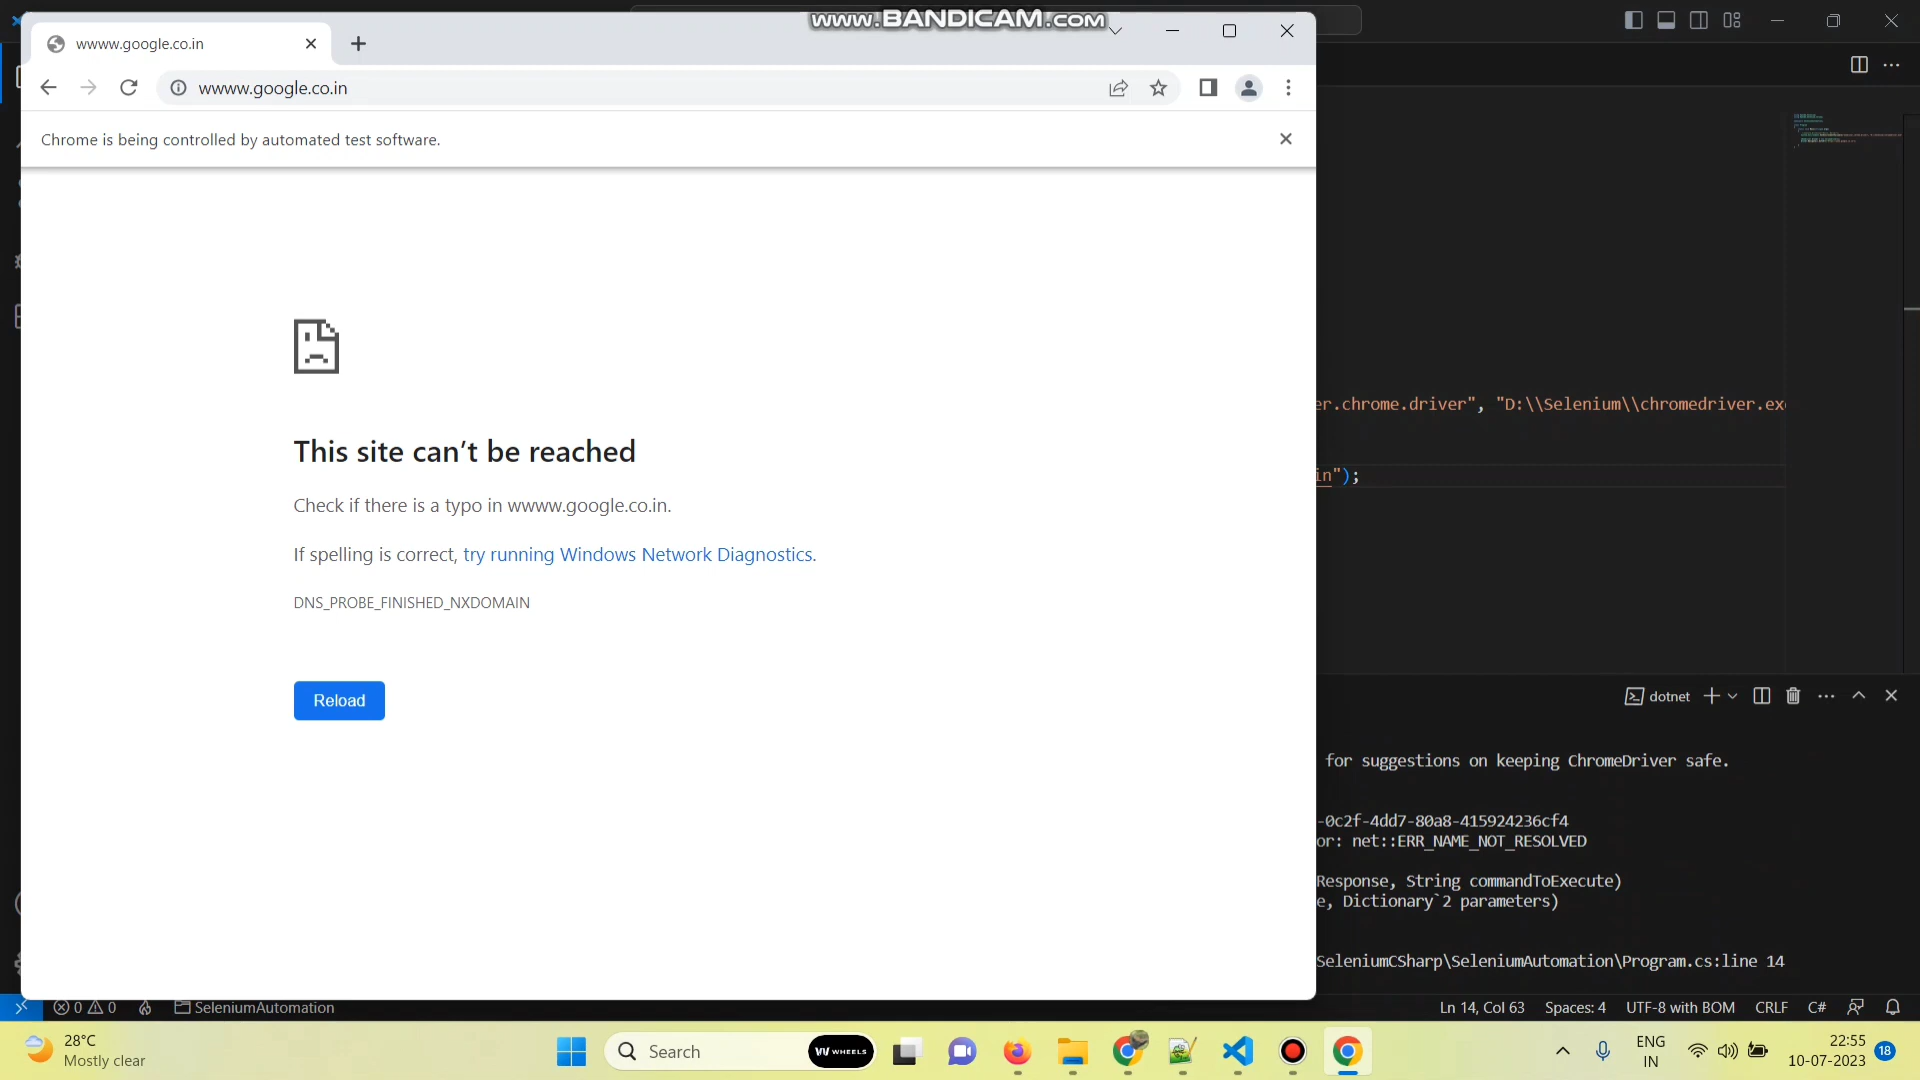 www.BANDICAM.com
wwww.google.co.in
wwww.google.co.in
Chrome is being controlled by automated test software.
This site can’t be reached
Check if there is a typo in wwww.google.co.in.
If spelling is correct, try running Windows Network Diagnostics.
DNS_PROBE_FINISHED_NXDOMAIN
Reload
er.chrome.driver", "D:\\Selenium\\chromedriver.ex
in");
dotnet
for suggestions on keeping ChromeDriver safe.
-0c2f-4dd7-80a8-415924236cf4
or: net::ERR_NAME_NOT_RESOLVED
Response, String commandToExecute)
e, Dictionary`2 parameters)
SeleniumCSharp\SeleniumAutomation\Program.cs:line 14
0 0 SeleniumAutomation
Ln 14, Col 63 Spaces: 4 UTF-8 with BOM CRLF C#
28°C
Mostly clear
Search
WHEELS
ENG
IN
22:55
10-07-2023
18